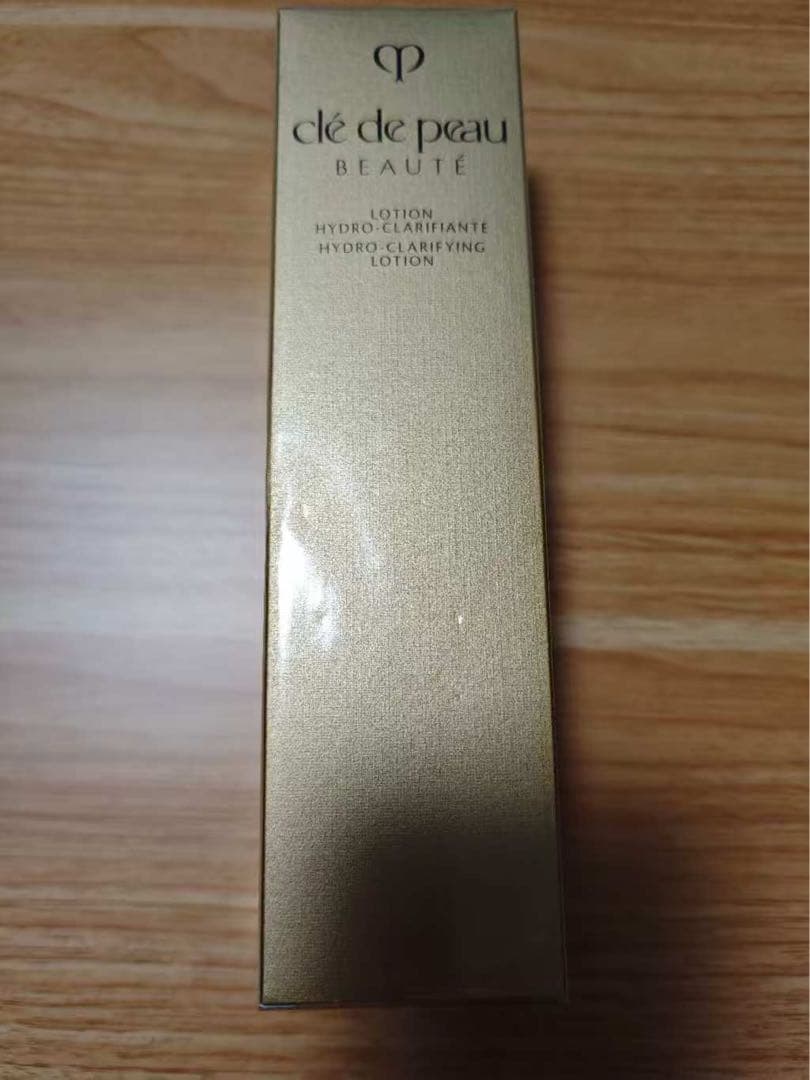 clé de peau
BEAUTÉ
LOTION
HYDRO-CLARIFIANTE
HYDRO-CLARIFYING
LOTION